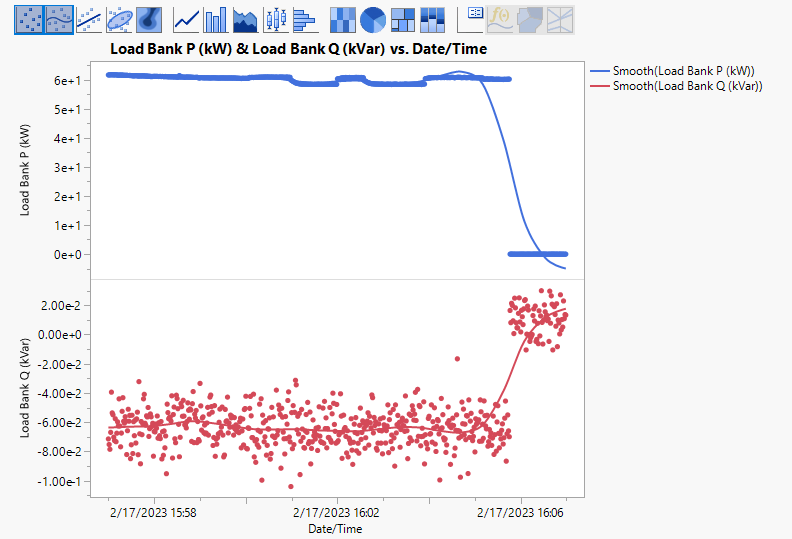 Load Bank P (kW) & Load Bank Q (kVar) vs. Date/Time
Smooth(Load Bank P (kW))
Smooth(Load Bank Q (kVar))
Load Bank P (kW)
6e+1
5e+1
4e+1
3e+1
2e+1
1e+1
0e+0
Load Bank Q (kVar)
2.00e-2
0.00e+0
-2.00e-2
-4.00e-2
-6.00e-2
-8.00e-2
-1.00e-1
2/17/2023 15:58
2/17/2023 16:02
2/17/2023 16:06
Date/Time